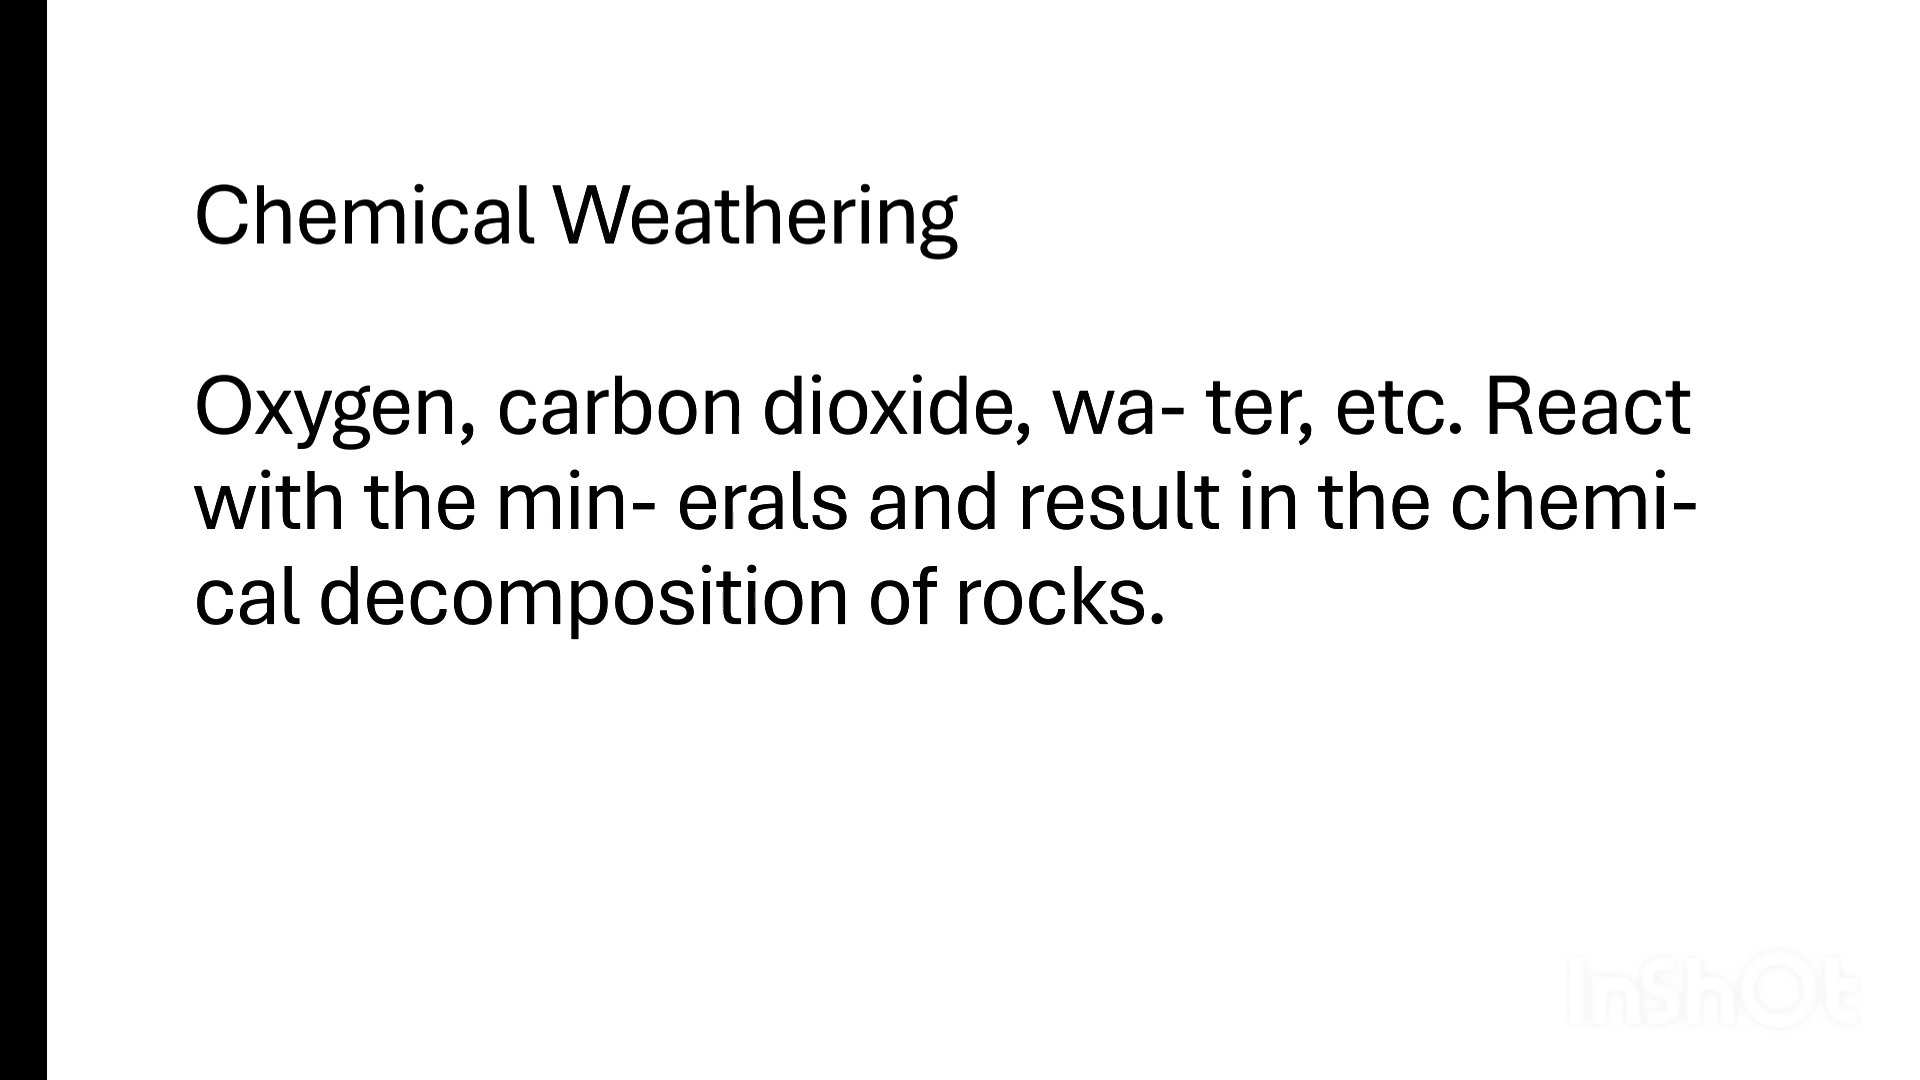 Chemical Weathering
Oxygen, carbon dioxide, wa- ter, etc. React
with the min- erals and result in the chemi-
cal decomposition of rocks.
InShOt